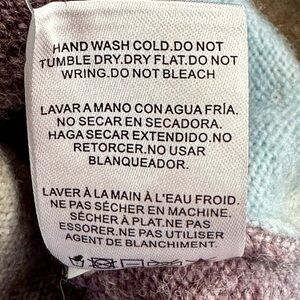 HAND WASH COLD.DO NOT
TUMBLE DRY.DRY FLAT.DO NOT
WRING.DO NOT BLEACH
LAVAR A MANO CON AGUA FRÍA.
NO SECAR EN SECADORA.
HAGA SECAR EXTENDIDO.NO
RETORCER.NO USAR
BLANQUEADOR.
LAVER À LA MAIN À L'EAU FROID.
NE PAS SÉCHER EN MACHINE.
SÉCHER À PLAT.NE PAS
ESSORER.NE PAS UTILISER
AGENT DE BLANCHIMENT.